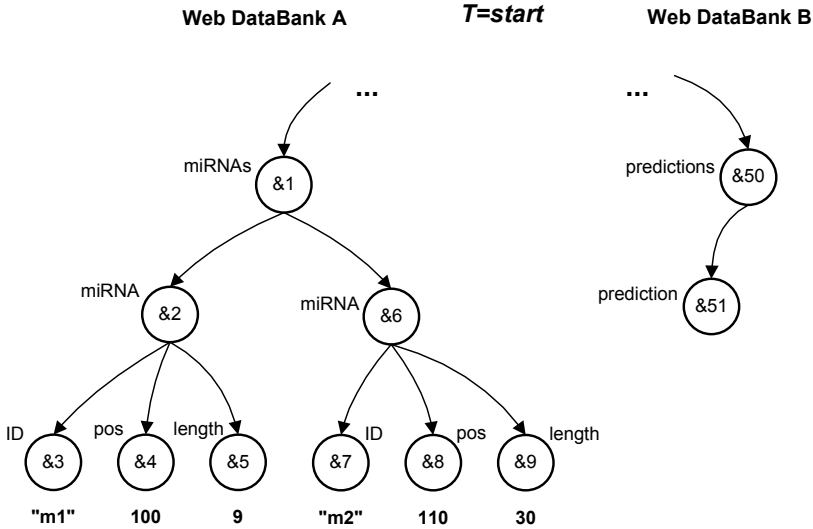 Web DataBank A T=start Web DataBank B
... ...
miRNAs &1 predictions &50
miRNA &2 miRNA &6 prediction &51
ID &3 pos &4 length &5 &7 ID &8 pos &9 length
"m1" 100 9 "m2" 110 30